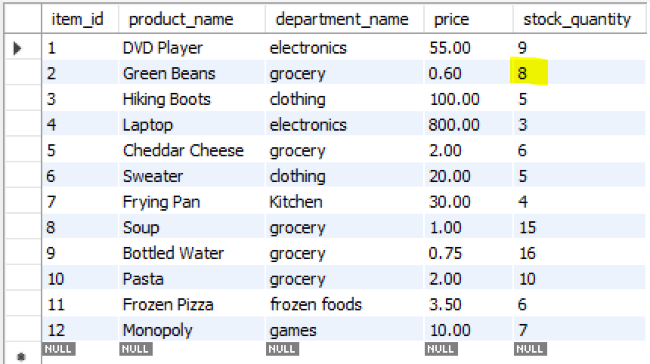 item_id product_name department_name price stock_quantity
1 DVD Player electronics 55.00 9
2 Green Beans grocery 0.60 8
3 Hiking Boots clothing 100.00 5
4 Laptop electronics 800.00 3
5 Cheddar Cheese grocery 2.00 6
6 Sweater clothing 20.00 5
7 Frying Pan Kitchen 30.00 4
8 Soup grocery 1.00 15
9 Bottled Water grocery 0.75 16
10 Pasta grocery 2.00 10
11 Frozen Pizza frozen foods 3.50 6
12 Monopoly games 10.00 7
NULL NULL NULL NULL NULL